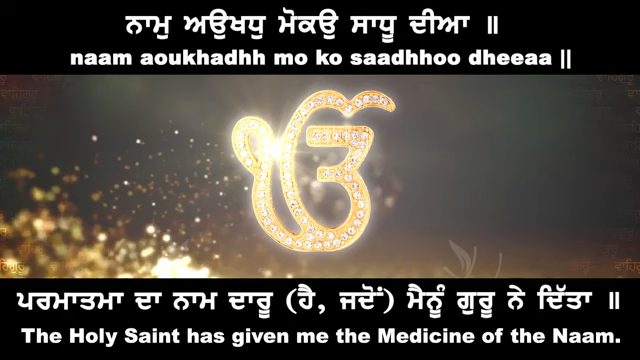 ਨਾਮੁ ਅਉਖਧੁ ਮੋਕਉ ਸਾਧੂ ਦੀਆ ॥
naam aoukhadhh mo ko saadhhoo dheeaa ||
ੴ
ਪਰਮਾਤਮਾ ਦਾ ਨਾਮ ਦਾਰੂ (ਹੈ, ਜਦੋਂ) ਮੈਨੂੰ ਗੁਰੂ ਨੇ ਦਿੱਤਾ ॥
The Holy Saint has given me the Medicine of the Naam.